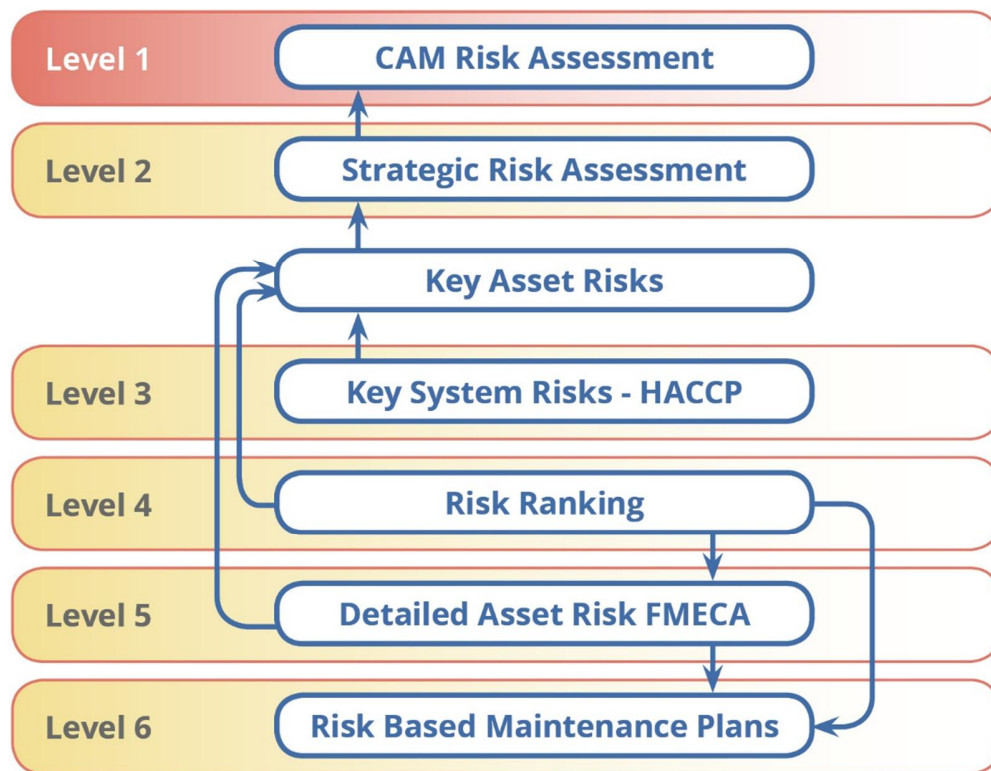 Level 1
CAM Risk Assessment
Level 2
Strategic Risk Assessment
Key Asset Risks
Level 3
Key System Risks - HACCP
Level 4
Risk Ranking
Level 5
Detailed Asset Risk FMECA
Level 6
Risk Based Maintenance Plans